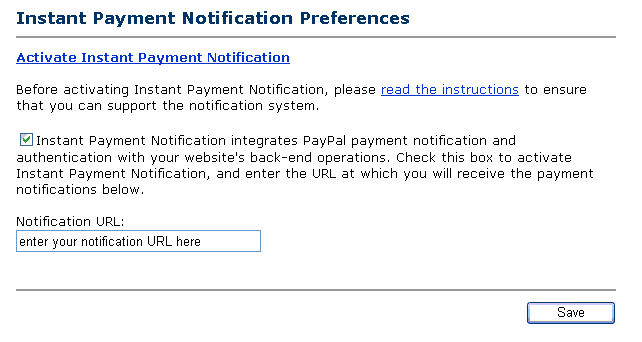 Instant Payment Notification Preferences
Activate Instant Payment Notification
Before activating Instant Payment Notification, please read the instructions to ensure
that you can support the notification system.
Instant Payment Notification integrates PayPal payment notification and
authentication with your website's back-end operations. Check this box to activate
Instant Payment Notification, and enter the URL at which you will receive the payment
notifications below.
Notification URL:
enter your notification URL here
Save